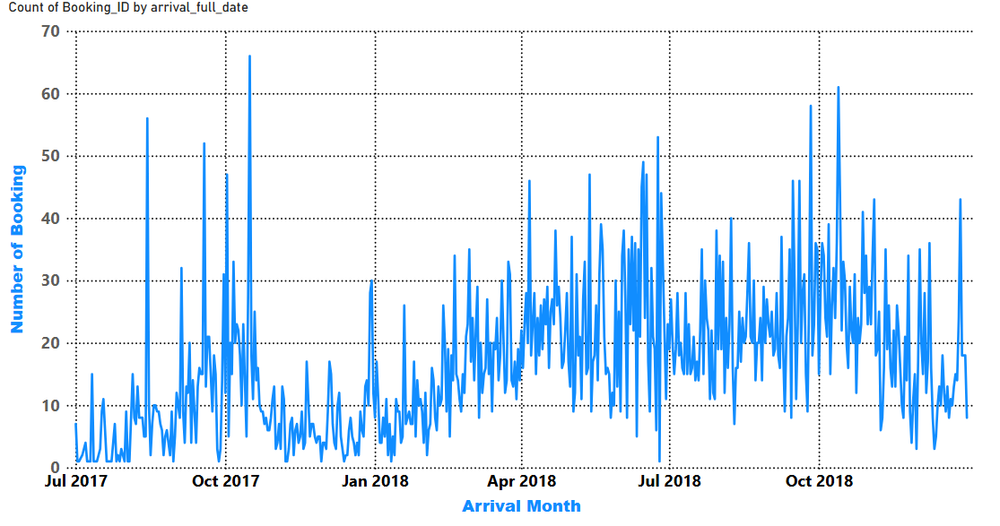 Count of Booking_ID by arrival_full_date
70
60
50
40
30
20
10
0
Number of Booking
Jul 2017 Oct 2017 Jan 2018 Apr 2018 Jul 2018 Oct 2018
Arrival Month